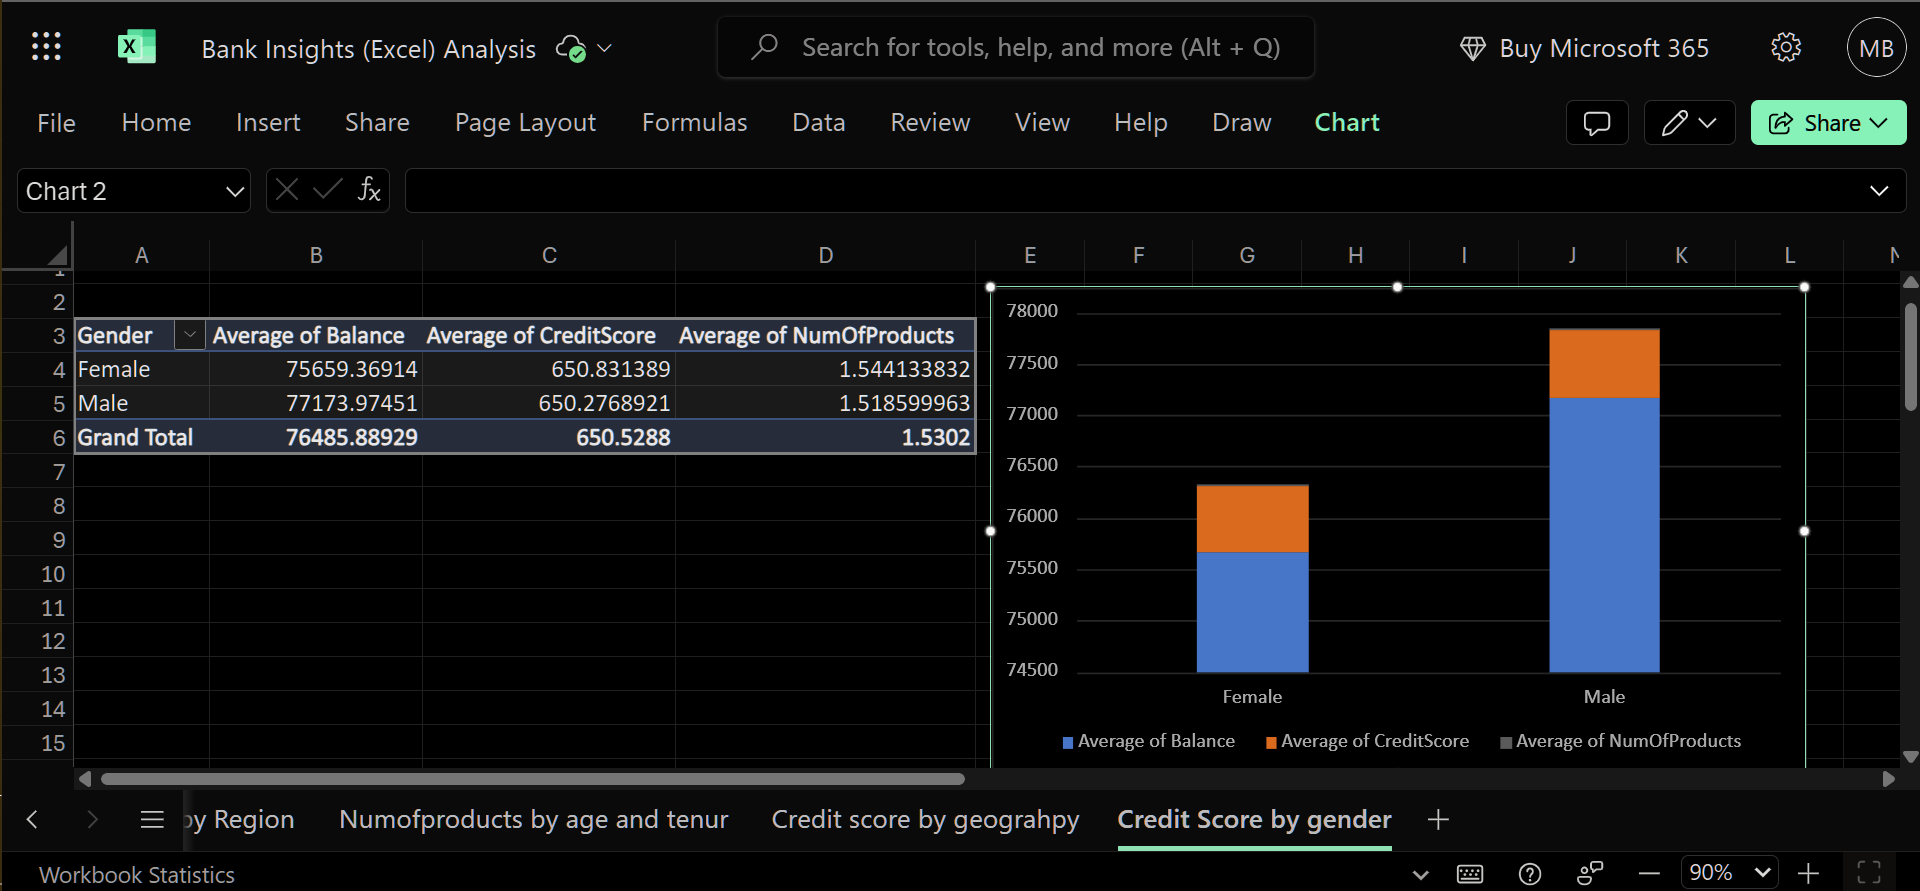 Bank Insights (Excel) Analysis
Search for tools, help, and more (Alt + Q)
Buy Microsoft 365
MB
File Home Insert Share Page Layout Formulas Data Review View Help Draw Chart
Share
Chart 2
fx
A B C D E F G H I J K L
1
2
3 Gender Average of Balance Average of CreditScore Average of NumOfProducts
4 Female 75659.36914 650.831389 1.544133832
5 Male 77173.97451 650.2768921 1.518599963
6 Grand Total 76485.88929 650.5288 1.5302
7
8
9
10
11
12
13
14
15
78000
77500
77000
76500
76000
75500
75000
74500
Female Male
Average of Balance Average of CreditScore Average of NumOfProducts
by Region Numofproducts by age and tenur Credit score by geograhpy Credit Score by gender
Workbook Statistics
90%